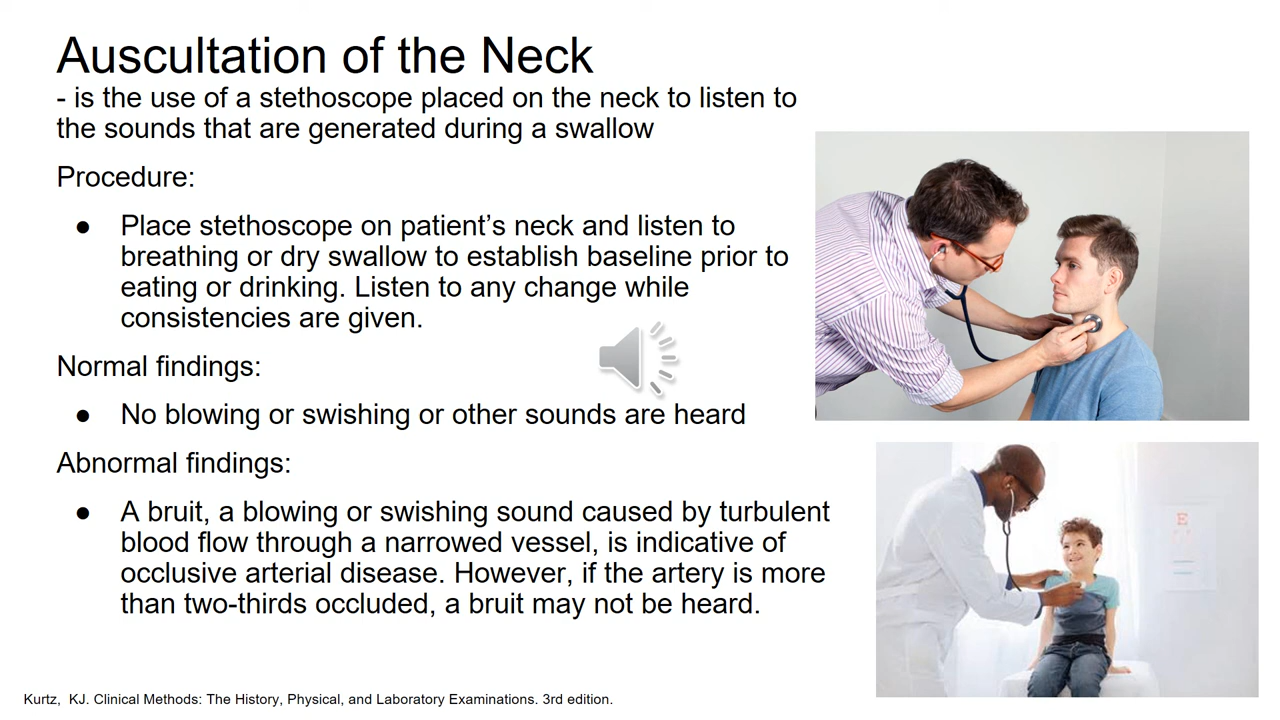 Auscultation of the Neck
- is the use of a stethoscope placed on the neck to listen to
the sounds that are generated during a swallow
Procedure:
● Place stethoscope on patient’s neck and listen to
breathing or dry swallow to establish baseline prior to
eating or drinking. Listen to any change while
consistencies are given.
Normal findings:
● No blowing or swishing or other sounds are heard
Abnormal findings:
● A bruit, a blowing or swishing sound caused by turbulent
blood flow through a narrowed vessel, is indicative of
occlusive arterial disease. However, if the artery is more
than two-thirds occluded, a bruit may not be heard.
E
Kurtz, KJ. Clinical Methods: The History, Physical, and Laboratory Examinations. 3rd edition.